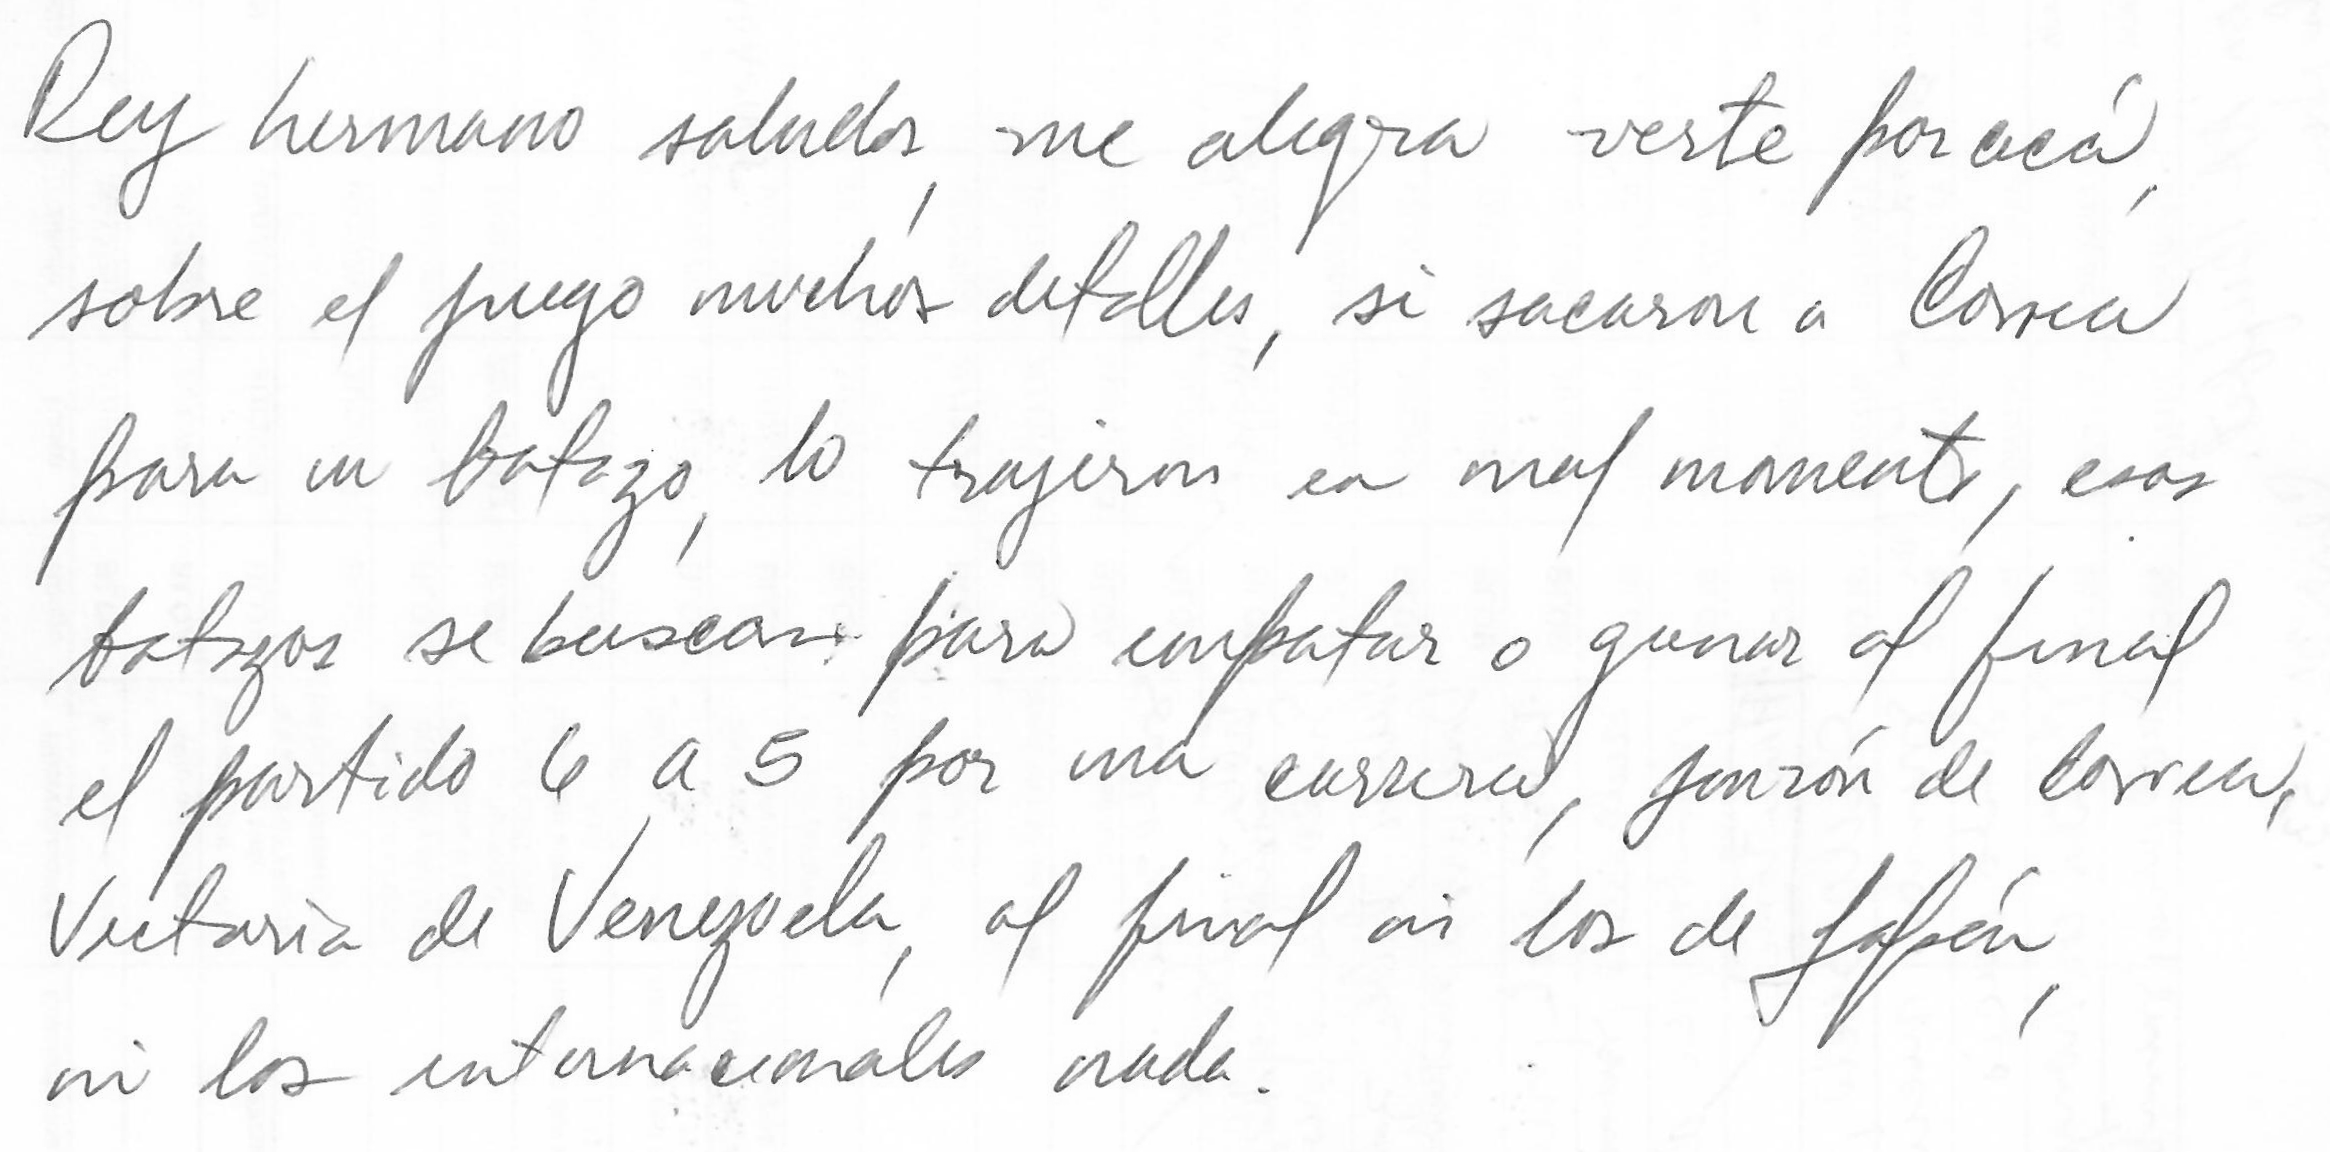 Rey hermano saludos, me alegra verte por acá,
sobre el juego muchos detalles, si sacaron a Correa
para un batazo, lo trajeron en mal momento, esos
batazos se buscan para empatar o ganar al final
el partido 6 a 5 por una carrera, jonrón de Correa,
Victoria de Venezuela, al final ni los de Japón,
ni los internacionales nada.